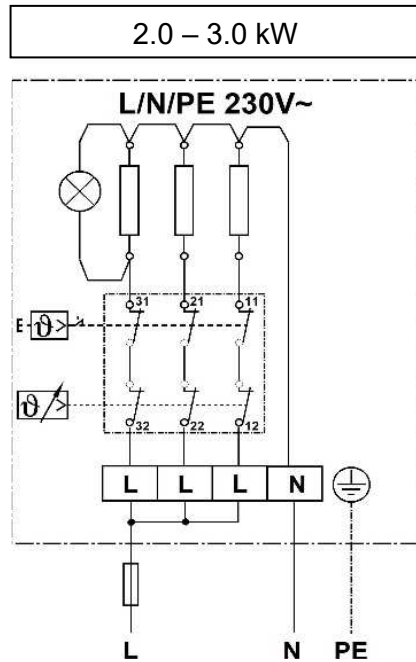 2.0 – 3.0 kW
L/N/PE 230V~
31 21 11
E ϑ
ϑ
32 22 12
L L L N
L N PE